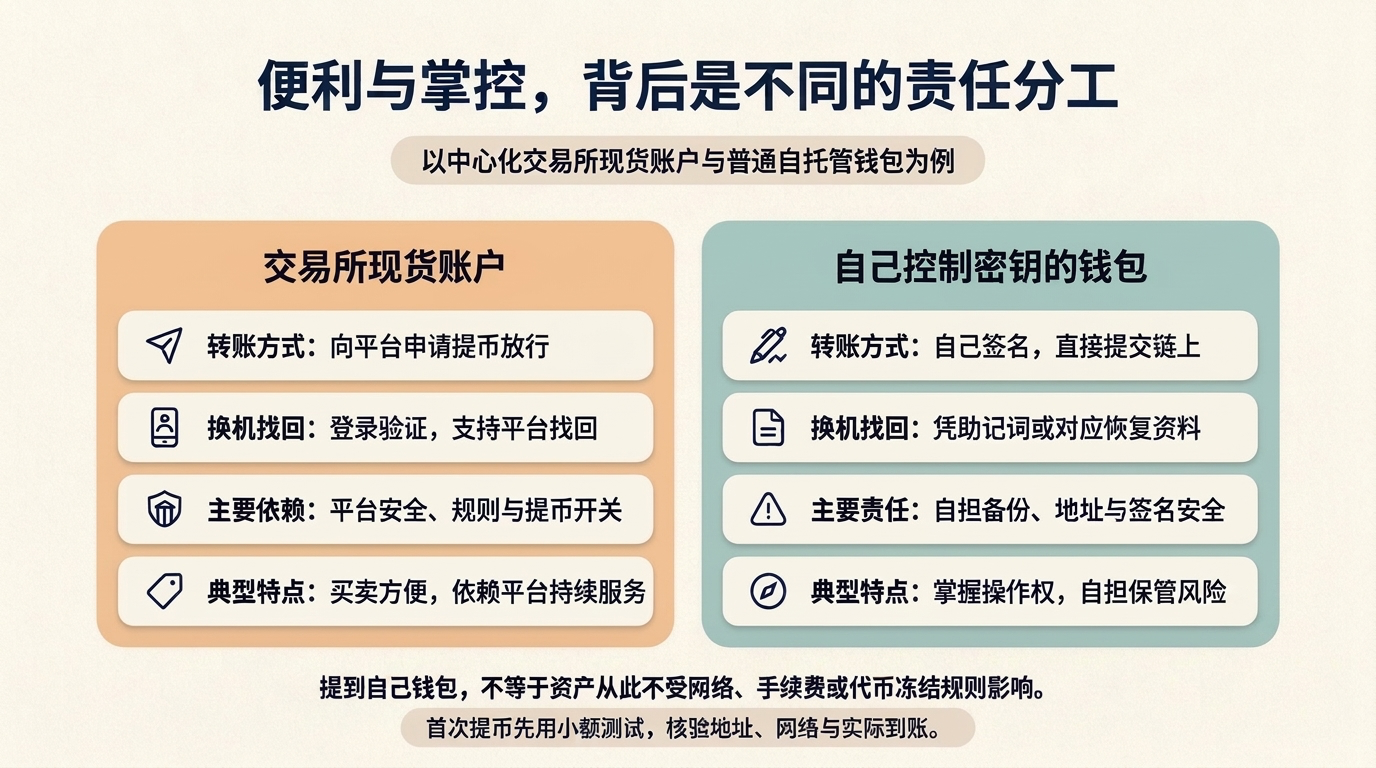 便利与掌控，背后是不同的责任分工
以中心化交易所现货账户与普通自托管钱包为例
交易所现货账户
转账方式：向平台申请提币放行
换机找回：登录验证，支持平台找回
主要依赖：平台安全、规则与提币开关
典型特点：买卖方便，依赖平台持续服务
自己控制密钥的钱包
转账方式：自己签名，直接提交链上
换机找回：凭助记词或对应恢复资料
主要责任：自担备份、地址与签名安全
典型特点：掌握操作权，自担保管风险
提到自己钱包，不等于资产从此不受网络、手续费或代币冻结规则影响。
首次提币先用小额测试，核验地址、网络与实际到账。